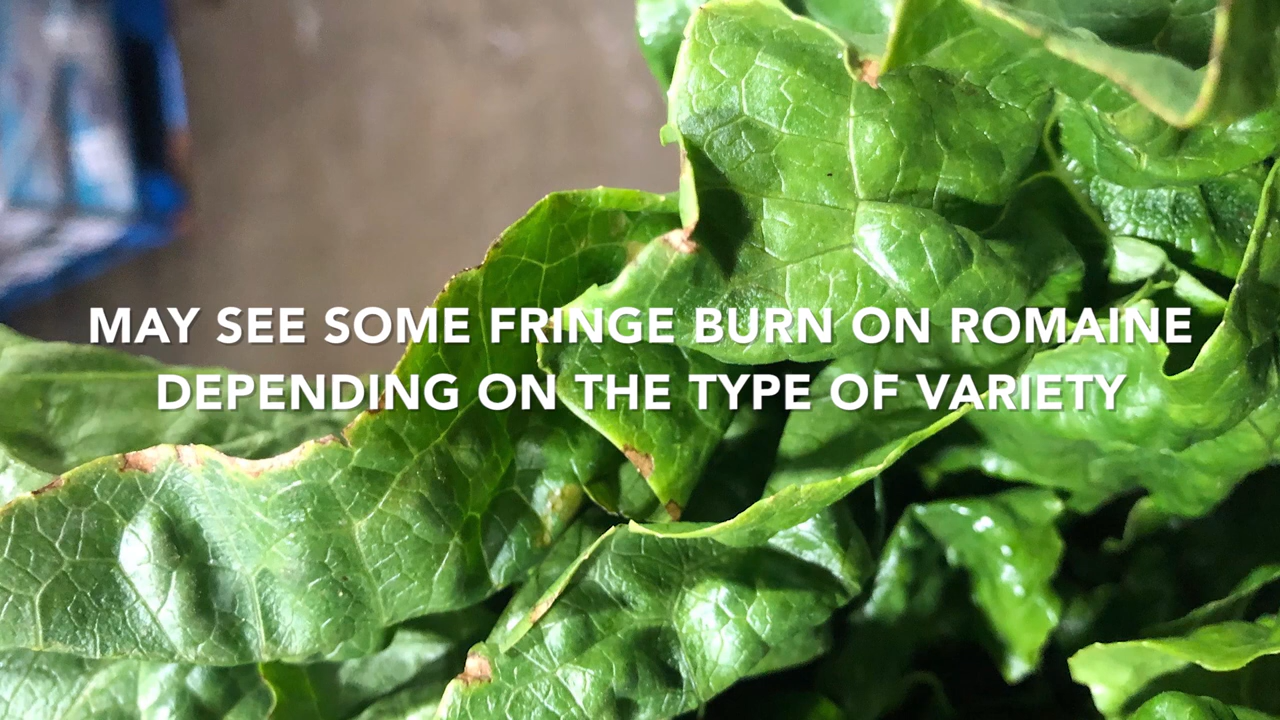 MAY SEE SOME FRINGE BURN ON ROMAINE
DEPENDING ON THE TYPE OF VARIETY